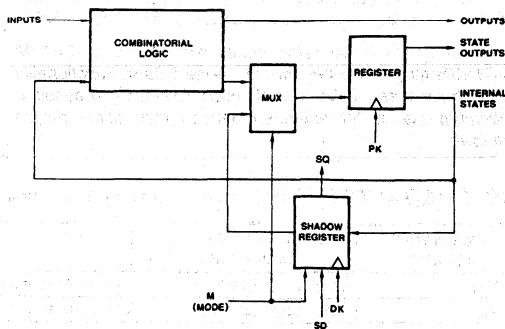 INPUTS
COMBINATORIAL
LOGIC
OUTPUTS
STATE
OUTPUTS
REGISTER
MUX
INTERNAL
STATES
PK
SQ
SHADOW
REGISTER
M
(MODE)
DK
SD